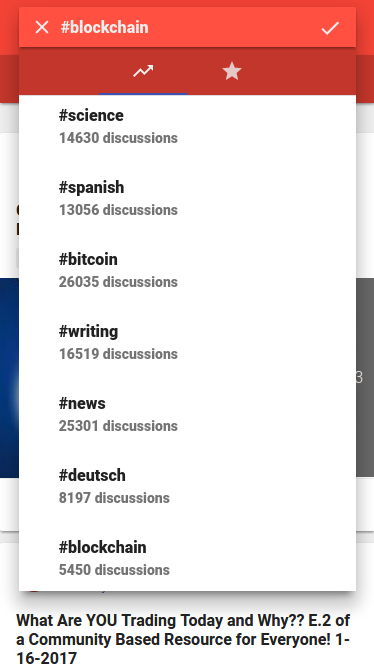 #blockchain
#science
14630 discussions
#spanish
13056 discussions
#bitcoin
26035 discussions
#writing
16519 discussions
#news
25301 discussions
3
#deutsch
8197 discussions
#blockchain
5450 discussions
What Are YOU Trading Today and Why?? E.2 of
a Community Based Resource for Everyone! 1-
16-2017